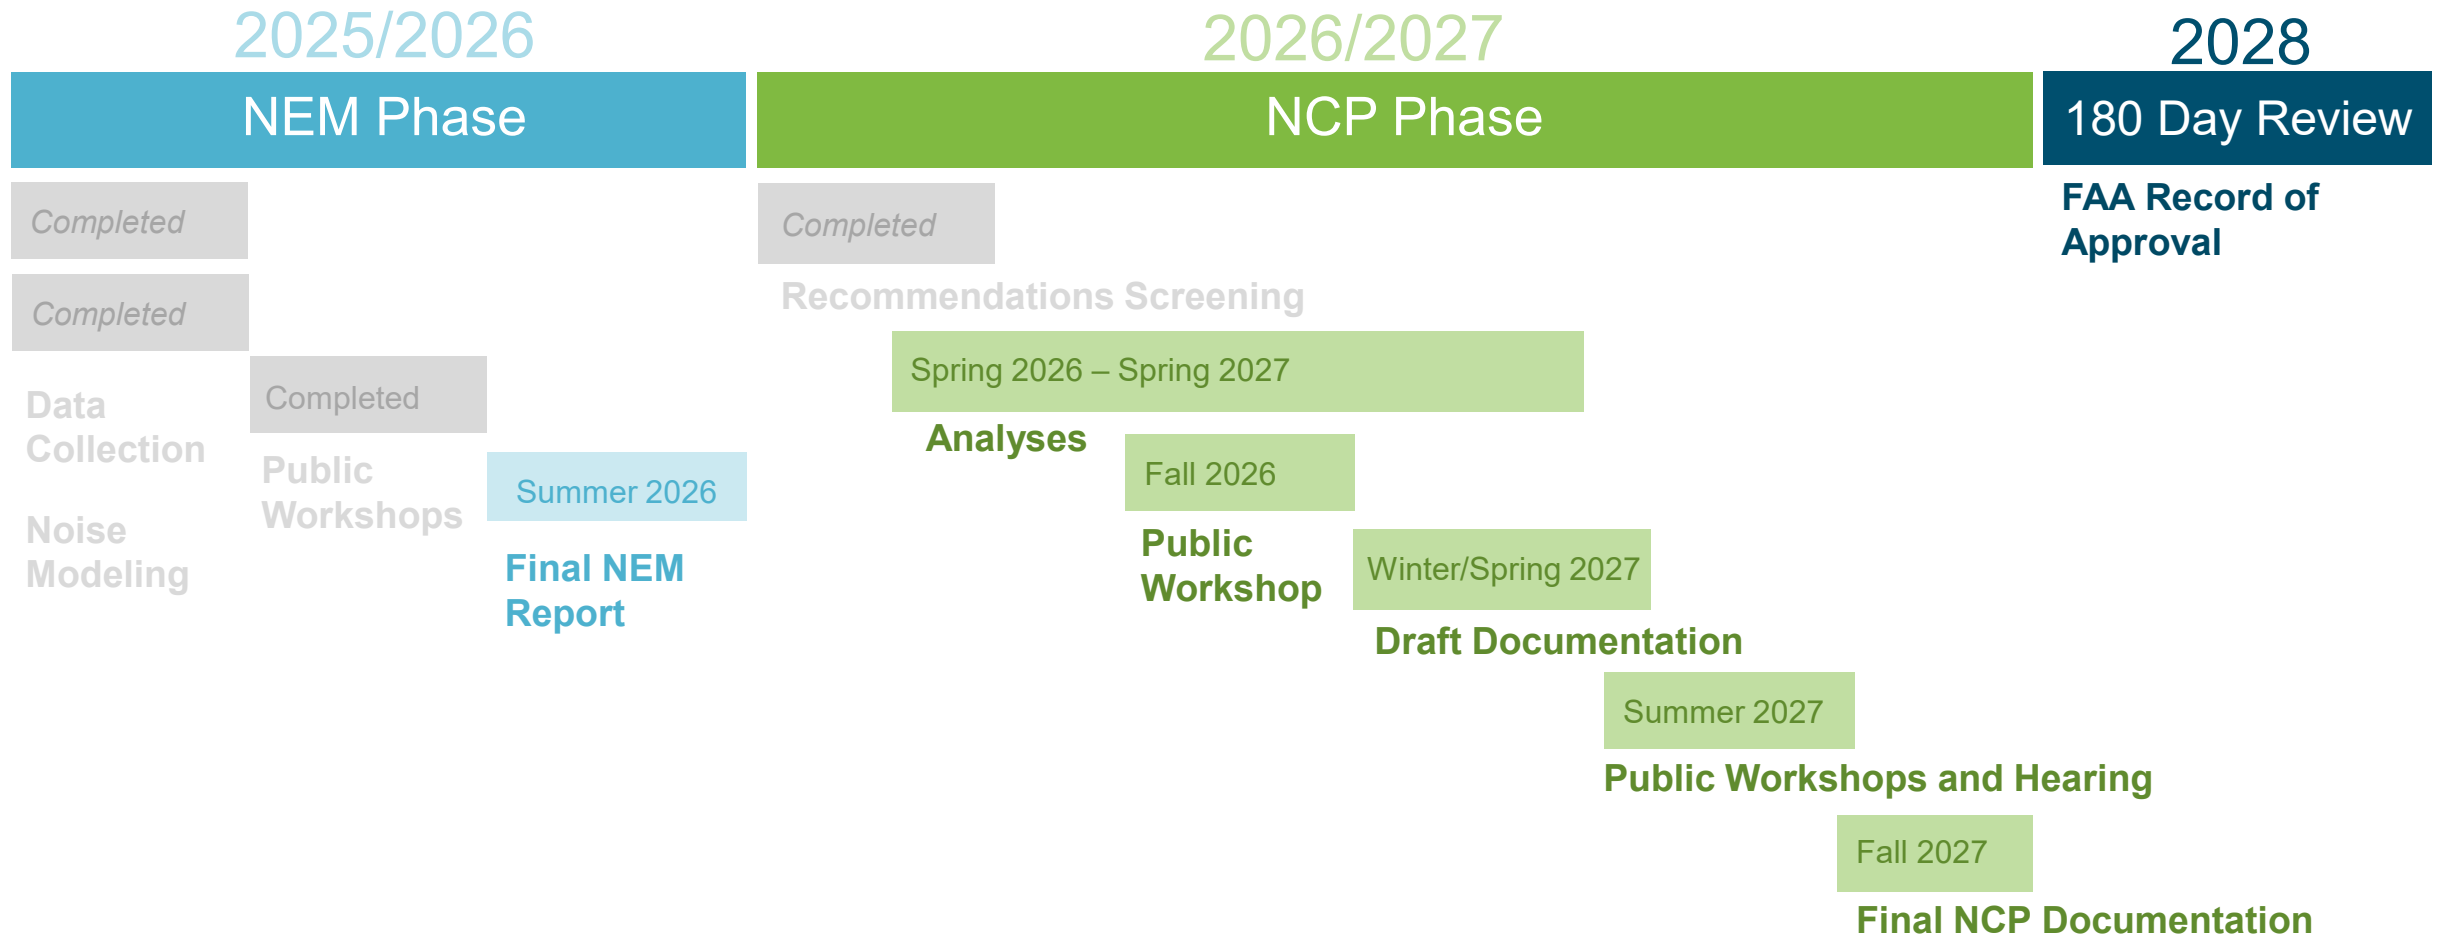 2025/2026
NEM Phase
Completed
Completed
Data
Collection
Noise
Modeling
Completed
Public
Workshops
Summer 2026
Final NEM
Report
2026/2027
NCP Phase
Completed
Recommendations Screening
Spring 2026 – Spring 2027
Analyses
Fall 2026
Public
Workshop
Winter/Spring 2027
Draft Documentation
Summer 2027
Public Workshops and Hearing
Fall 2027
Final NCP Documentation
2028
180 Day Review
FAA Record of
Approval